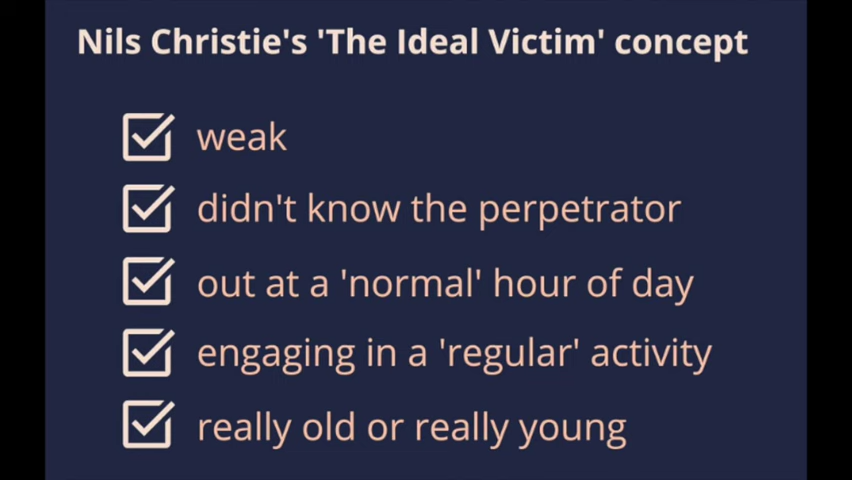 Nils Christie's 'The Ideal Victim' concept
weak
didn't know the perpetrator
out at a 'normal' hour of day
engaging in a 'regular' activity
really old or really young